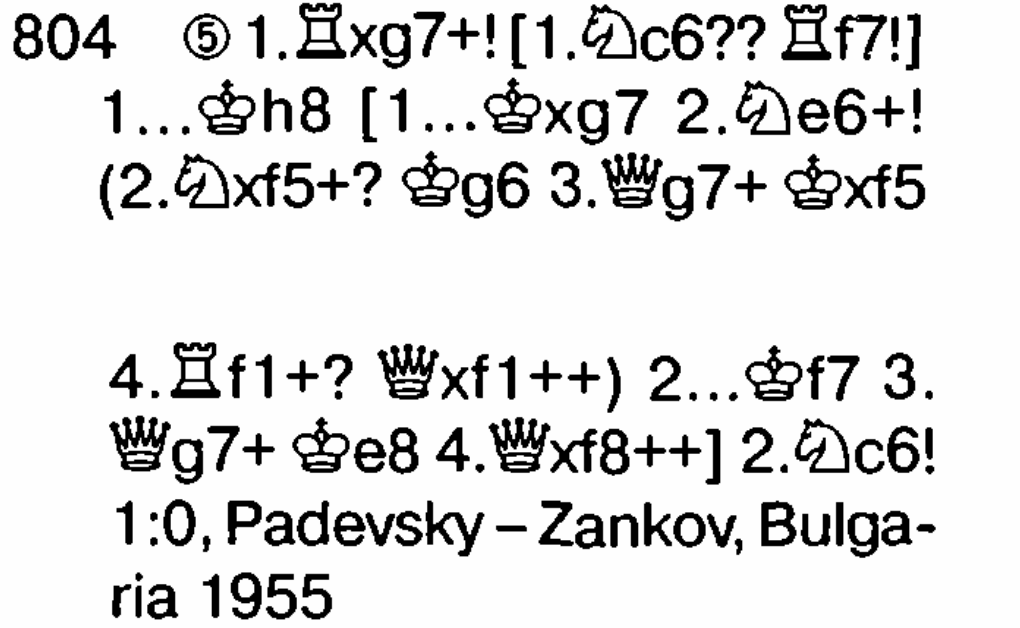 804 ⑤ 1.♖xg7+! [1.♘c6?? ♖f7!]
1...♔h8 [1...♔xg7 2.♘e6+!
(2.♘xf5+? ♔g6 3.♕g7+ ♔xf5
4.♖f1+? ♕xf1++) 2...♔f7 3.
♕g7+ ♔e8 4.♕xf8++] 2.♘c6!
1:0, Padevsky – Zankov, Bulga-
ria 1955